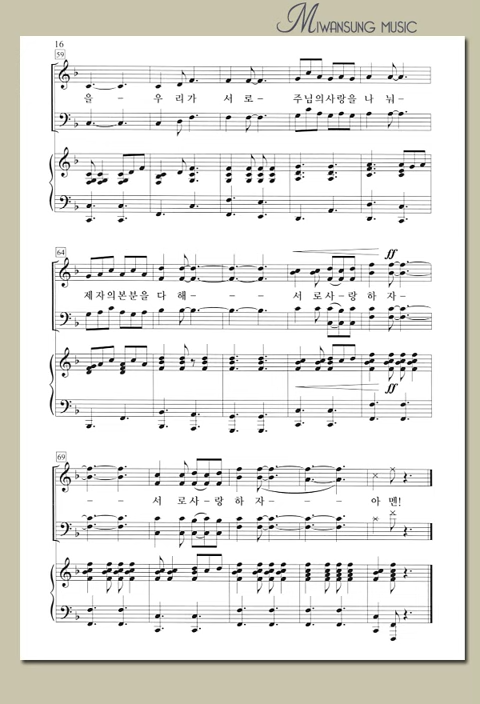 MIWANSUNG MUSIC
16
59
을 - 우 리 가 서 로 - 주님의사랑을 나 눠 -
64
ff
제 자 의 본 분 을 다 해 - - - 서 로 사 - 랑 하 자 -
ff
69
- - 서 로 사 - 랑 하 자 - - - 아 멘!